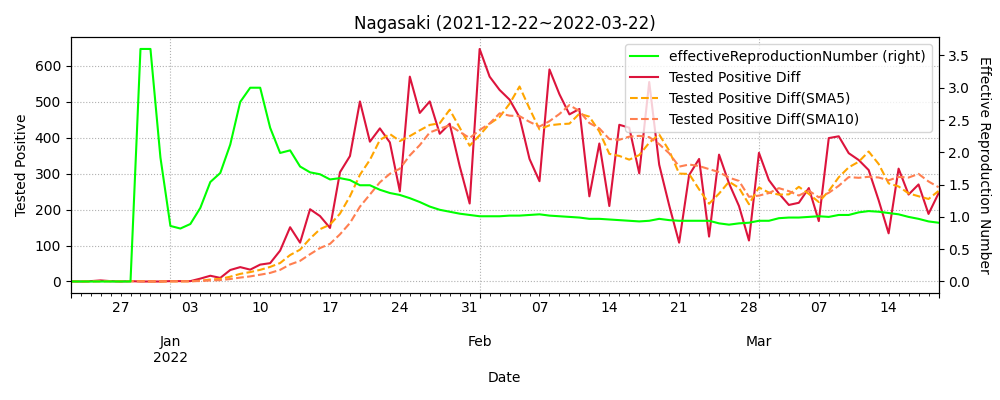 Nagasaki (2021-12-22~2022-03-22)
effectiveReproductionNumber (right)
Tested Positive Diff
Tested Positive Diff(SMA5)
Tested Positive Diff(SMA10)
Tested Positive
600
500
400
300
200
100
0
3.5
3.0
2.5
2.0
1.5
1.0
0.5
0.0
Effective Reproduction Number
27 03 10 17 24 31 07 14 21 28 07 14
Jan Feb Mar
2022
Date